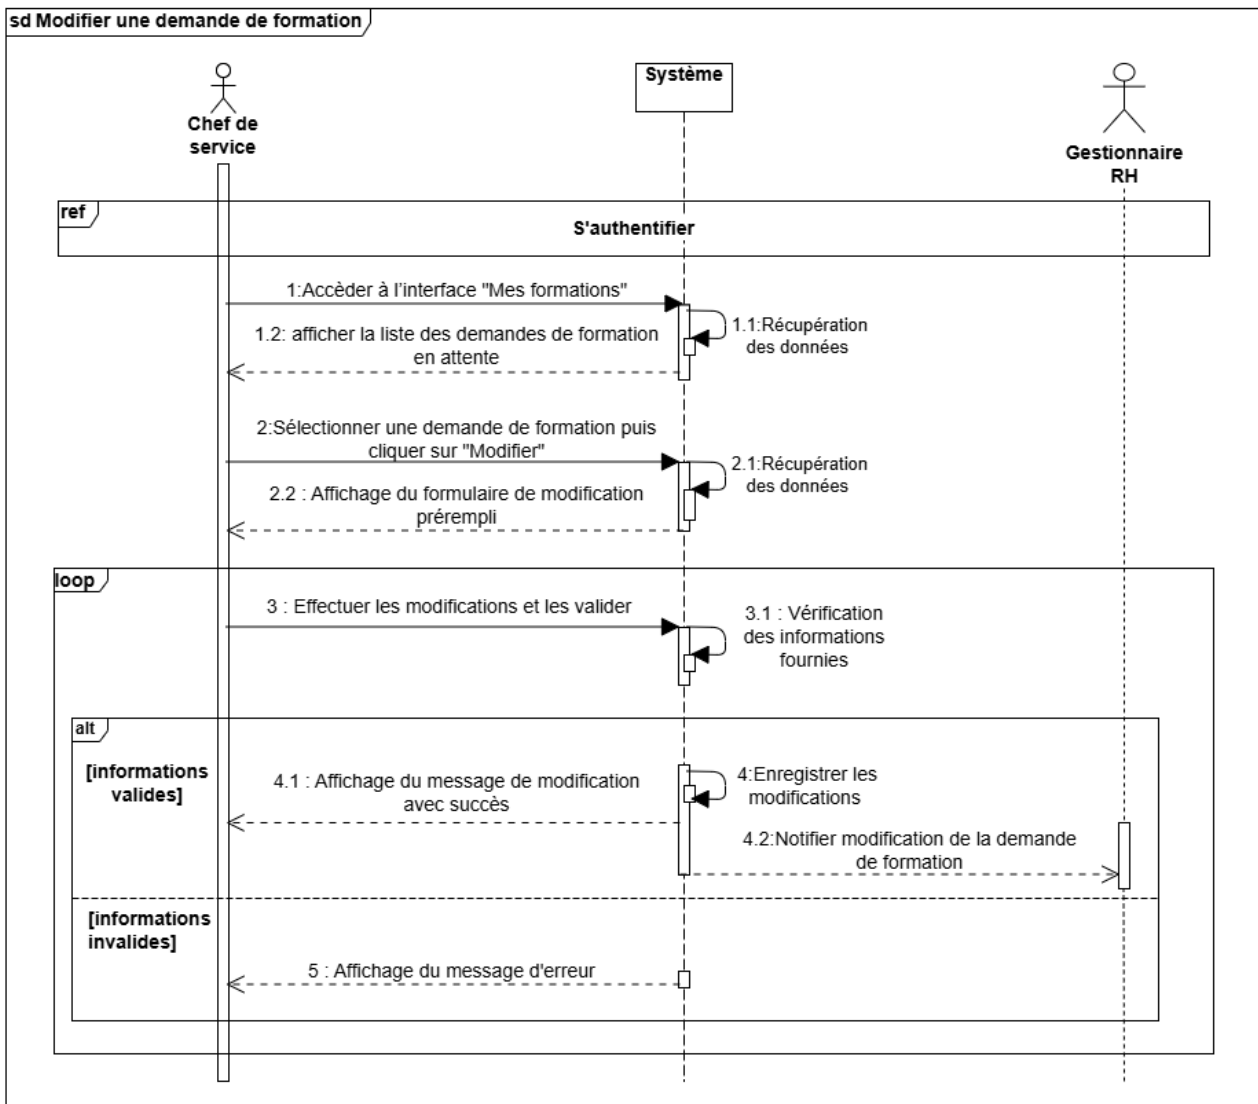 sd Modifier une demande de formation
Système
Chef de
service
Gestionnaire
RH
ref
S'authentifier
1:Accèder à l'interface "Mes formations"
1.1:Récupération
des données
1.2: afficher la liste des demandes de formation
en attente
2:Sélectionner une demande de formation puis
cliquer sur "Modifier"
2.1:Récupération
des données
2.2 : Affichage du formulaire de modification
prérempli
loop
3 : Effectuer les modifications et les valider
3.1 : Vérification
des informations
fournies
alt
[informations
valides]
4:Enregistrer les
modifications
4.1 : Affichage du message de modification
avec succès
4.2:Notifier modification de la demande
de formation
[informations
invalides]
5 : Affichage du message d'erreur